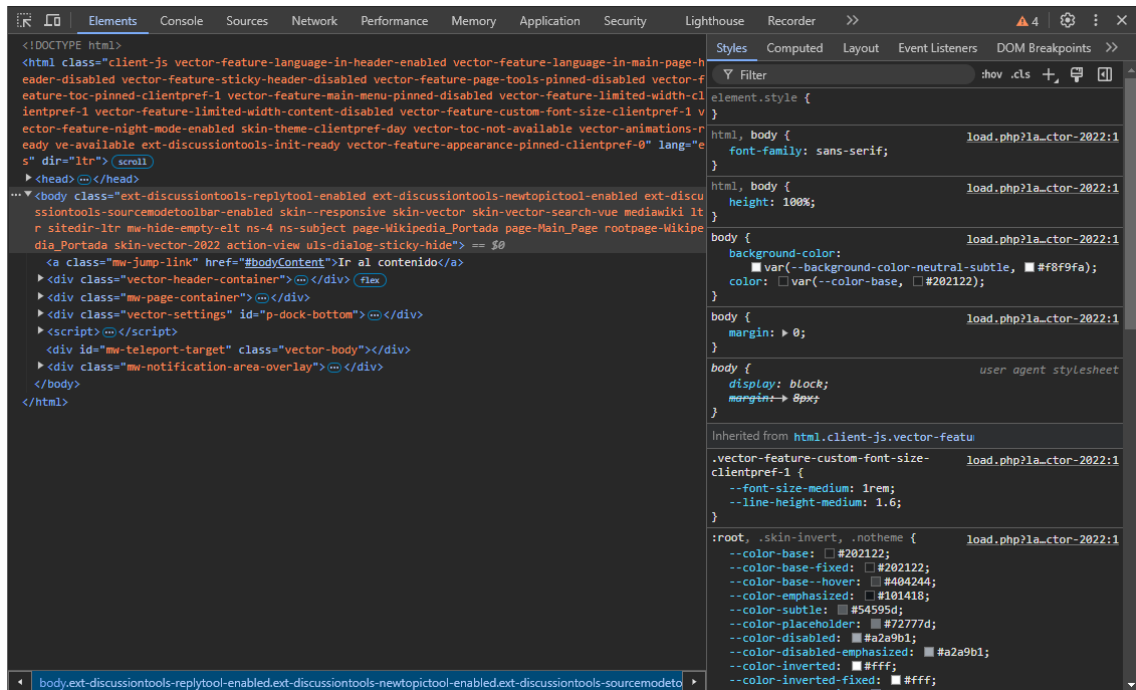 Elements Console Sources Network Performance Memory Application Security Lighthouse Recorder 4
<!DOCTYPE html>
<html class="client-js vector-feature-language-in-header-enabled vector-feature-language-in-main-page-h
eader-disabled vector-feature-sticky-header-disabled vector-feature-page-tools-pinned-disabled vector-f
eature-toc-pinned-clientpref-1 vector-feature-main-menu-pinned-disabled vector-feature-limited-width-cl
ientpref-1 vector-feature-limited-width-content-disabled vector-feature-custom-font-size-clientpref-1 v
ector-feature-night-mode-enabled skin-theme-clientpref-day vector-toc-not-available vector-animations-r
eady ve-available ext-discussiontools-init-ready vector-feature-appearance-pinned-clientpref-0" lang="e
s" dir="ltr"> scroll
<head> … </head>
<body class="ext-discussiontools-replytool-enabled ext-discussiontools-newtopictool-enabled ext-discu
ssiontools-sourcemodetoolbar-enabled skin--responsive skin-vector skin-vector-search-vue mediawiki lt
r sitedir-ltr mw-hide-empty-elt ns-4 ns-subject page-Wikipedia_Portada page-Main_Page rootpage-Wikipe
dia_Portada skin-vector-2022 action-view uls-dialog-sticky-hide"> == $0
<a class="mw-jump-link" href="#bodyContent">Ir al contenido</a>
<div class="vector-header-container"> … </div> flex
<div class="mw-page-container"> … </div>
<div class="vector-settings" id="p-dock-bottom"> … </div>
<script> … </script>
<div id="mw-teleport-target" class="vector-body"></div>
<div class="mw-notification-area-overlay"> … </div>
</body>
</html>
body.ext-discussiontools-replytool-enabled.ext-discussiontools-newtopictool-enabled.ext-discussiontools-sourcemodeto
Styles Computed Layout Event Listeners DOM Breakpoints
Filter :hov .cls
element.style {
}
html, body { load.php?la…ctor-2022:1
font-family: sans-serif;
}
html, body { load.php?la…ctor-2022:1
height: 100%;
}
body { load.php?la…ctor-2022:1
background-color:
var(--background-color-neutral-subtle, #f8f9fa);
color: var(--color-base, #202122);
}
body { load.php?la…ctor-2022:1
margin: 0;
}
body { user agent stylesheet
display: block;
margin: 8px;
}
Inherited from html.client-js.vector-featu
.vector-feature-custom-font-size- load.php?la…ctor-2022:1
clientpref-1 {
--font-size-medium: 1rem;
--line-height-medium: 1.6;
}
:root, .skin-invert, .notheme { load.php?la…ctor-2022:1
--color-base: #202122;
--color-base-fixed: #202122;
--color-base--hover: #404244;
--color-emphasized: #101418;
--color-subtle: #54595d;
--color-placeholder: #72777d;
--color-disabled: #a2a9b1;
--color-disabled-emphasized: #a2a9b1;
--color-inverted: #fff;
--color-inverted-fixed: #fff;